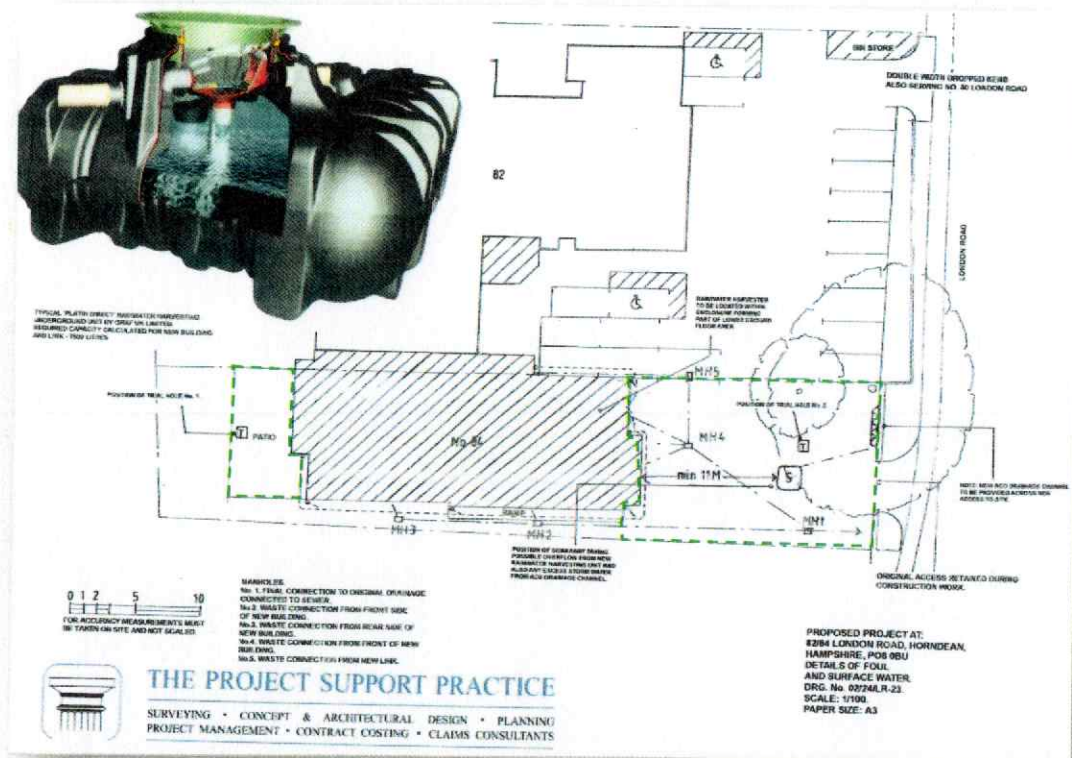 BIN STORE
DOUBLE WIDTH DROPPED KERB
ALSO SERVING NO. 80 LONDON ROAD
82
LONDON ROAD
TYPICAL 'PLATIN DIRECT' RAINWATER HARVESTING
UNDERGROUND UNIT BY GRAF UK LIMITED
REQUIRED CAPACITY CALCULATED FOR NEW BUILDING
AND LINK - 7500 LITRES
RAINWATER HARVESTER
TO BE LOCATED WITHIN
ENCLOSURE FORMING
PART OF LOWER GROUND
FLOOR AREA
POSITION OF TRIAL HOLE No. 1
T
PATIO
No 84
MH5
MH4
POSITION OF TRIAL HOLE No. 2
T
min 11M
S
NOTE: NEW ACO DRAINAGE CHANNEL
TO BE PROVIDED ACROSS NEW
ACCESS TO SITE
MH3
RAMP
MH2
MH1
POSITION OF SOAKAWAY TAKING
POSSIBLE OVERFLOW FROM NEW
RAINWATER HARVESTING UNIT AND
ALSO ANY EXCESS STORMWATER
FROM ACO DRAINAGE CHANNEL
ORIGINAL ACCESS RETAINED DURING
CONSTRUCTION WORK.
0 1 2 5 10
FOR ACCURACY MEASUREMENTS MUST
BE TAKEN ON SITE AND NOT SCALED.
MANHOLES
No. 1. FINAL CONNECTION TO ORIGINAL DRAINAGE
CONNECTED TO SEWER.
No.2. WASTE CONNECTION FROM FRONT SIDE
OF NEW BUILDING.
No.3. WASTE CONNECTION FROM REAR SIDE OF
NEW BUILDING.
No.4. WASTE CONNECTION FROM FRONT OF NEW
BUILDING.
No.5. WASTE CONNECTION FROM NEW LINK.
PROPOSED PROJECT AT:
82/84 LONDON ROAD, HORNDEAN,
HAMPSHIRE, PO8 0BU
DETAILS OF FOUL
AND SURFACE WATER.
DRG. No. 02/24/LR-23.
SCALE: 1/100.
PAPER SIZE: A3
THE PROJECT SUPPORT PRACTICE
SURVEYING • CONCEPT & ARCHITECTURAL DESIGN • PLANNING
PROJECT MANAGEMENT • CONTRACT COSTING • CLAIMS CONSULTANTS